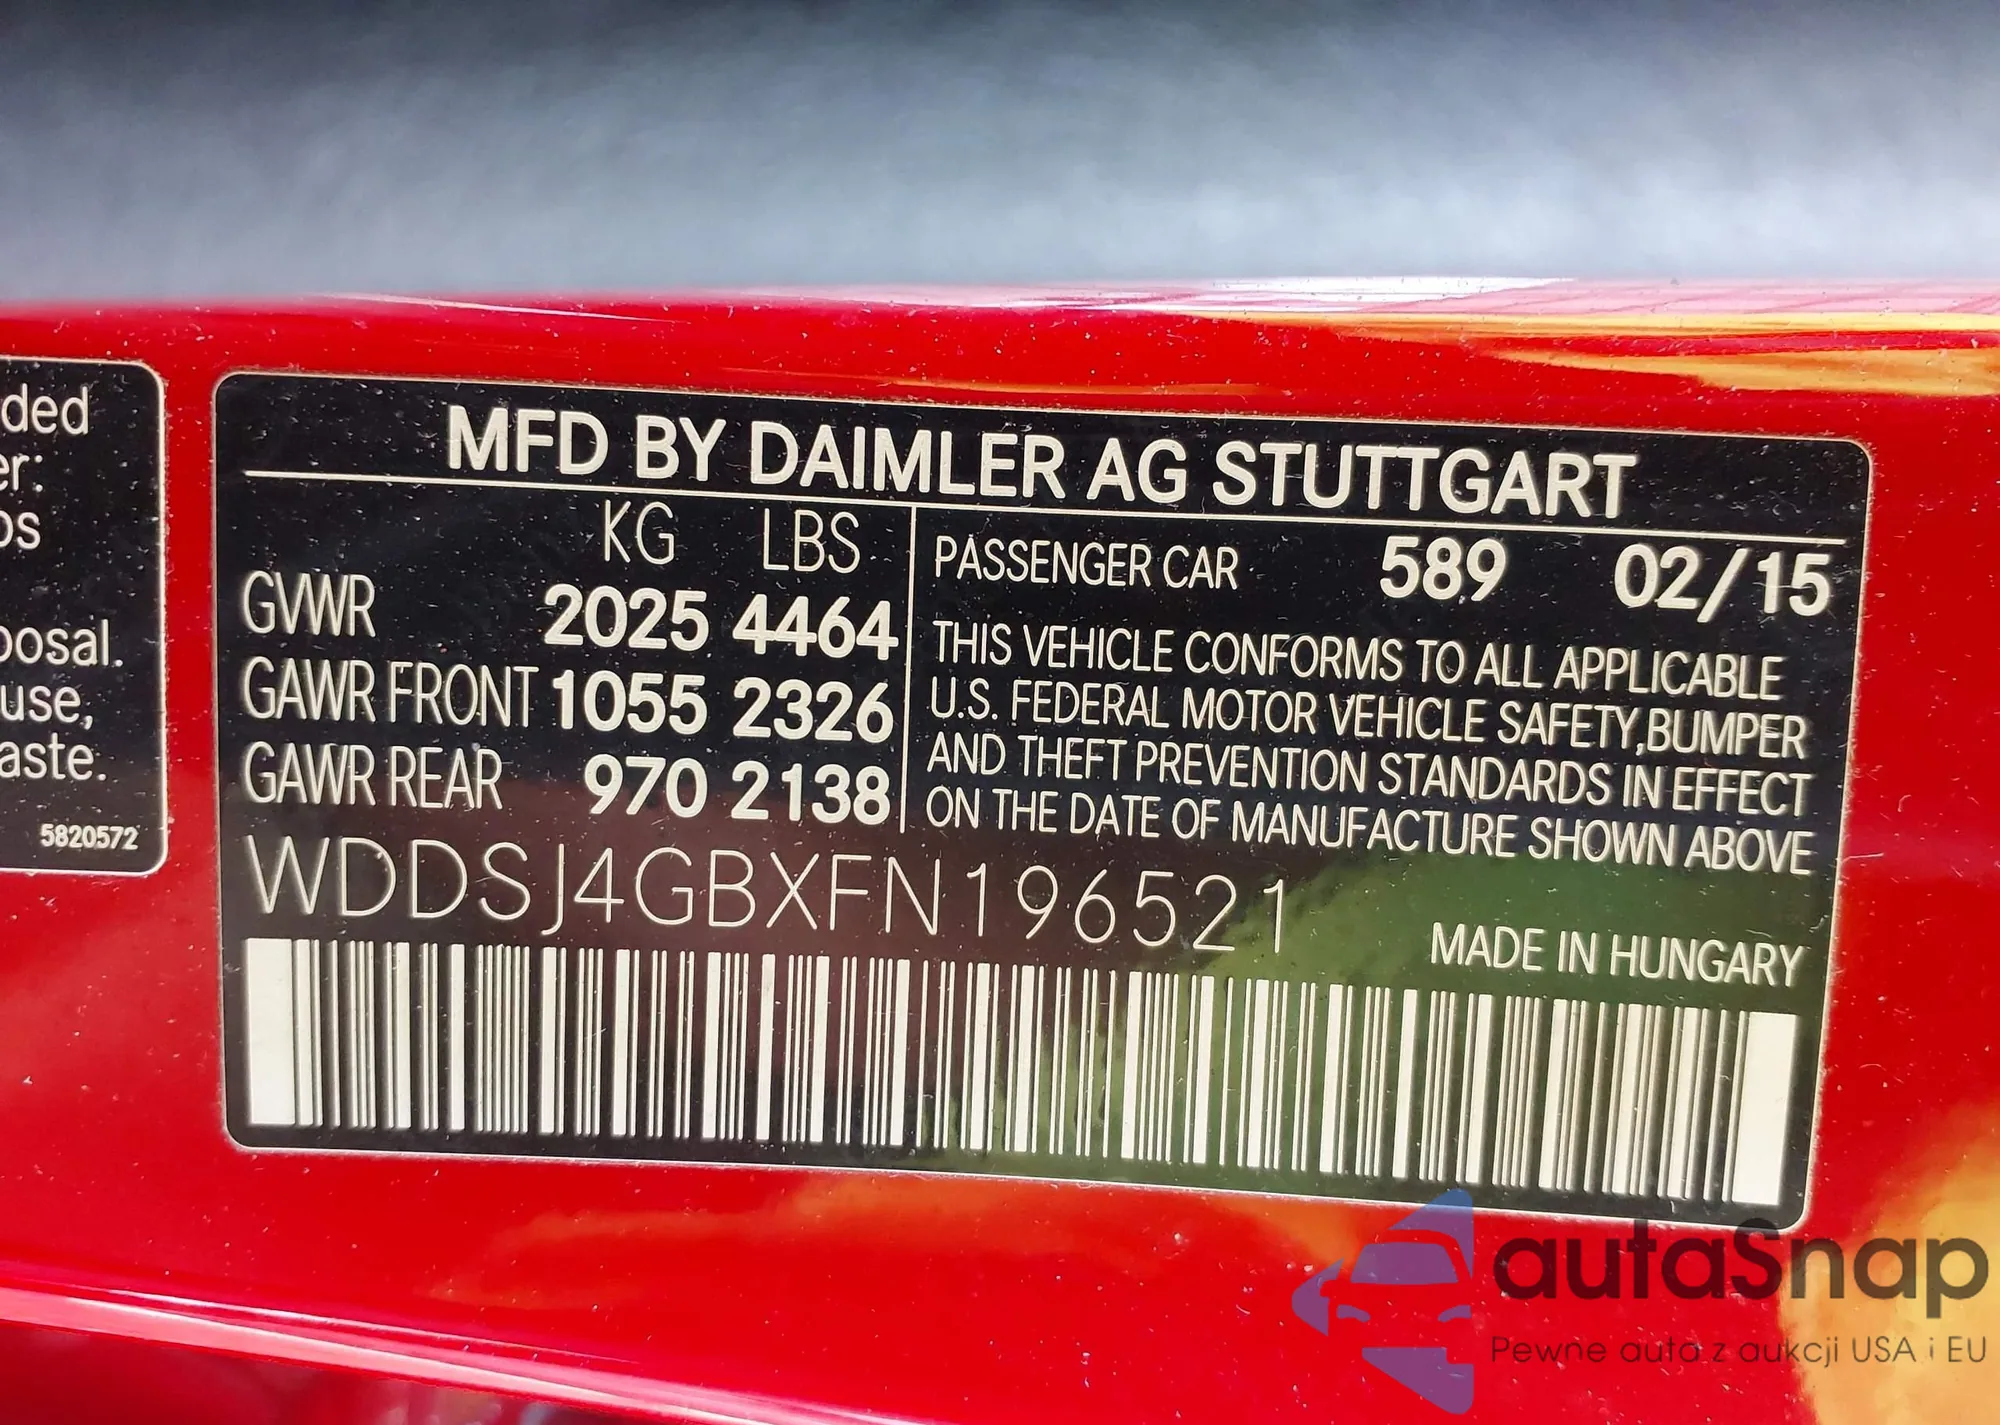 ded
er:
os
posal.
use,
aste.
5820572
MFD BY DAIMLER AG STUTTGART
KG LBS
GVWR 2025 4464
GAWR FRONT 1055 2326
GAWR REAR 970 2138
PASSENGER CAR 589 02/15
THIS VEHICLE CONFORMS TO ALL APPLICABLE
U.S. FEDERAL MOTOR VEHICLE SAFETY,BUMPER
AND THEFT PREVENTION STANDARDS IN EFFECT
ON THE DATE OF MANUFACTURE SHOWN ABOVE
WDDSJ4GBXFN196521
MADE IN HUNGARY
autaSnap
Pewne auta z aukcji USA i EU